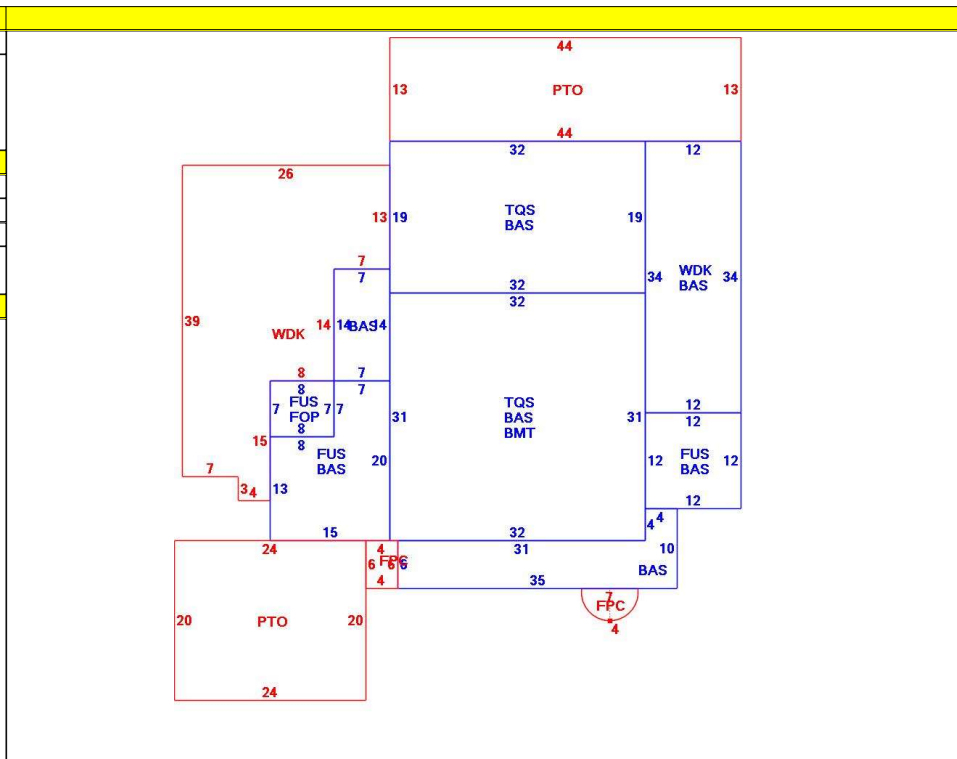 44
13 PTO 13
44
32 12
26
TQS
13 19 BAS 19
7
7
34 WDK 34
BAS
32
32
39 WDK 14 14 BAS 14
8 7
8 7
7 FUS 7 7
FOP
8
8
TQS
BAS
BMT
31 31
12
12
15
FUS
BAS
20
12 FUS 12
BAS
7
3 4 13
12
4
4
15 32
24 4 31 10
6 FPC 6 6
BAS
4 35
7
FPC
4
20 PTO 20
24